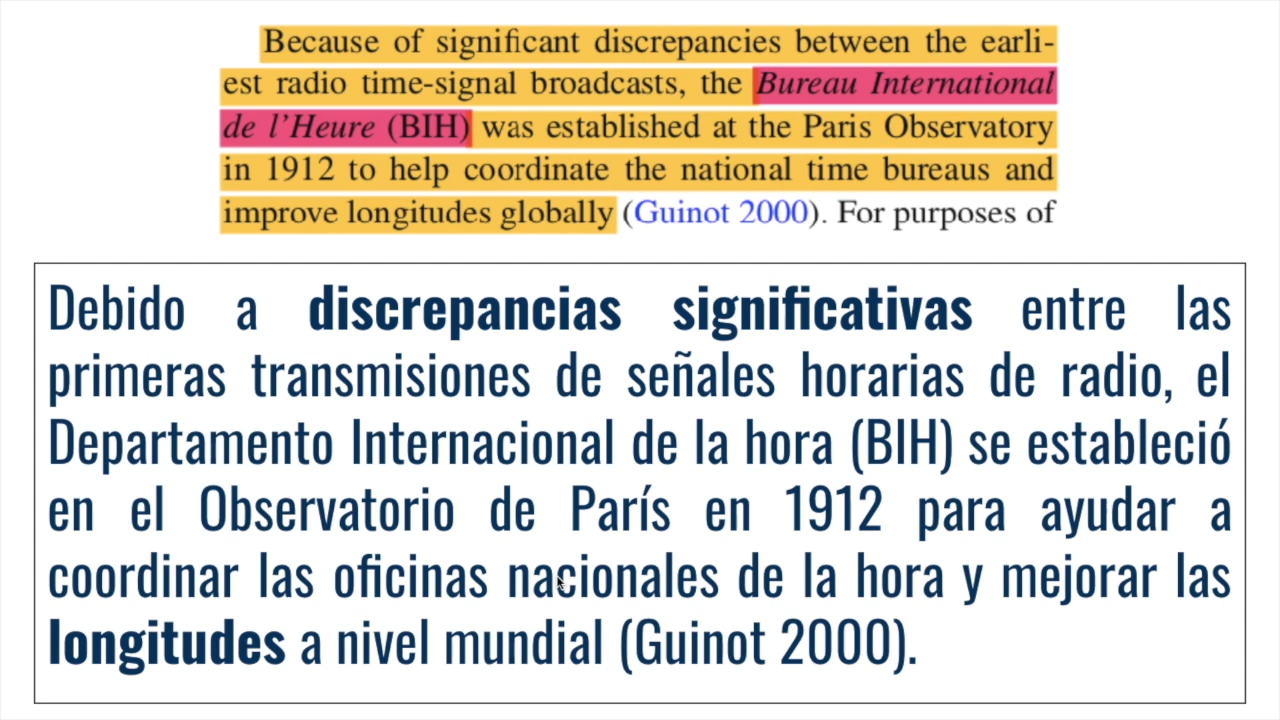 Because of significant discrepancies between the earli-
est radio time-signal broadcasts, the Bureau International
de l'Heure (BIH) was established at the Paris Observatory
in 1912 to help coordinate the national time bureaus and
improve longitudes globally (Guinot 2000). For purposes of
Debido a discrepancias significativas entre las
primeras transmisiones de señales horarias de radio, el
Departamento Internacional de la hora (BIH) se estableció
en el Observatorio de París en 1912 para ayudar a
coordinar las oficinas nacionales de la hora y mejorar las
longitudes a nivel mundial (Guinot 2000).